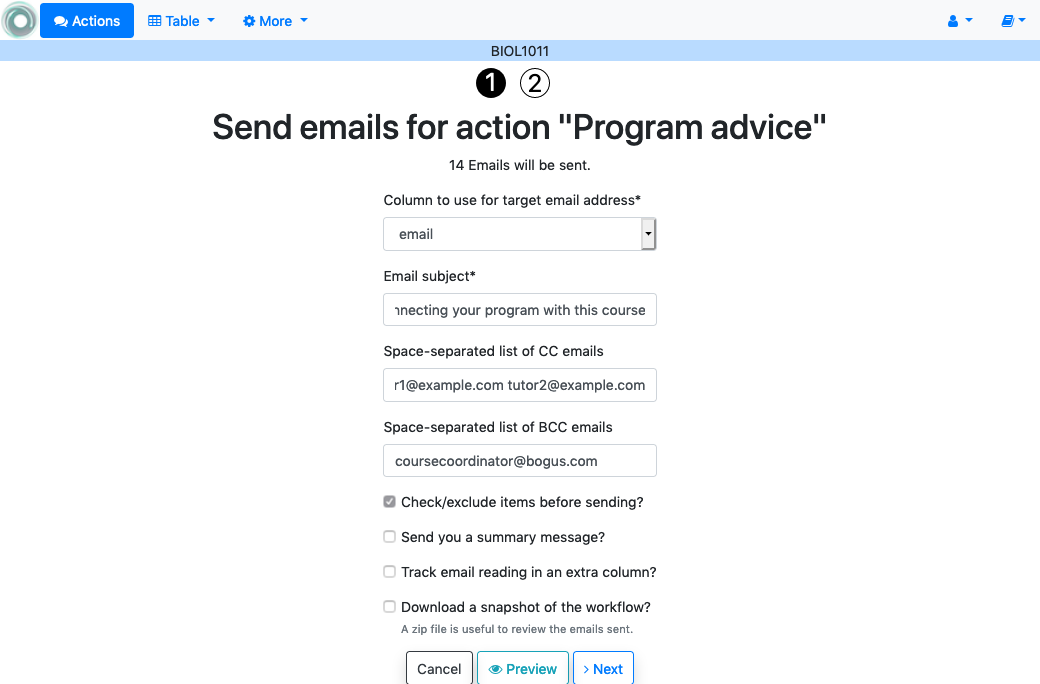 Actions Table More
BIOL1011
1 2
Send emails for action "Program advice"
14 Emails will be sent.
Column to use for target email address*
email
Email subject*
necting your program with this course
Space-separated list of CC emails
r1@example.com tutor2@example.com
Space-separated list of BCC emails
coursecoordinator@bogus.com
Check/exclude items before sending?
Send you a summary message?
Track email reading in an extra column?
Download a snapshot of the workflow?
A zip file is useful to review the emails sent.
Cancel Preview Next